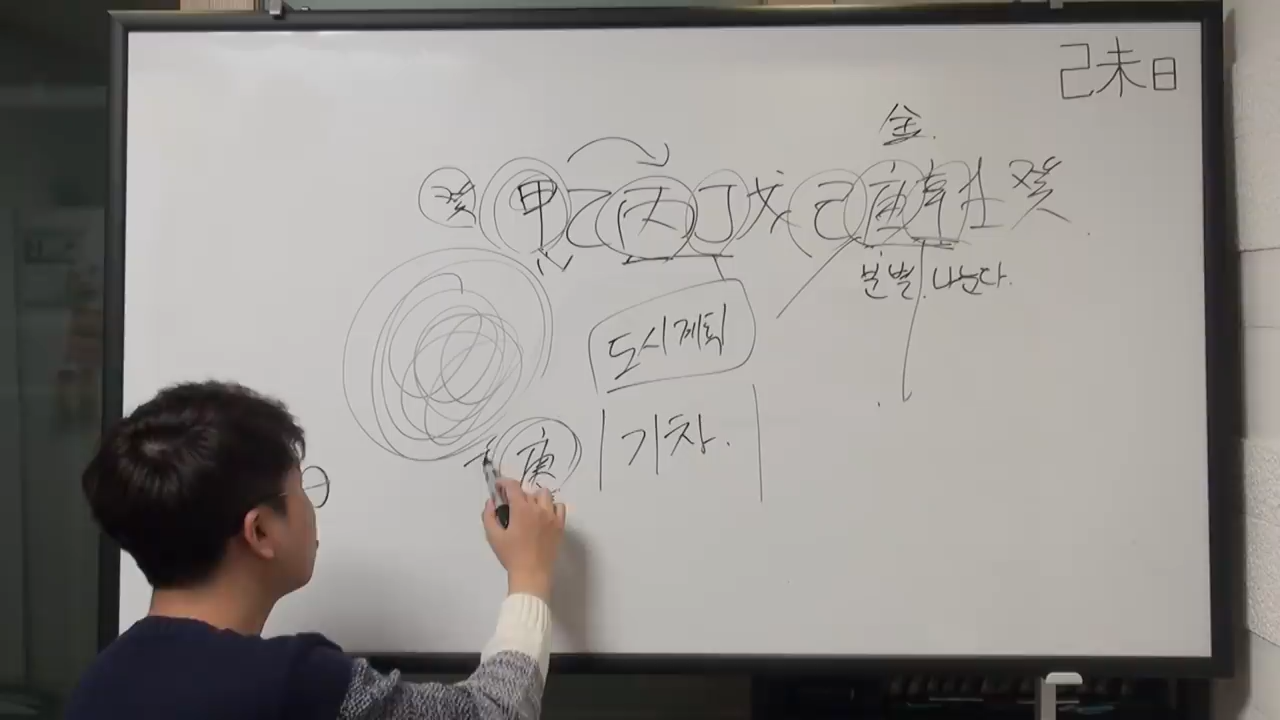 己未日
金.
癸 甲 乙 丙 丁 戊 己 庚 辛 壬 癸
분별. 나눈다.
도시계획
庚 기차.